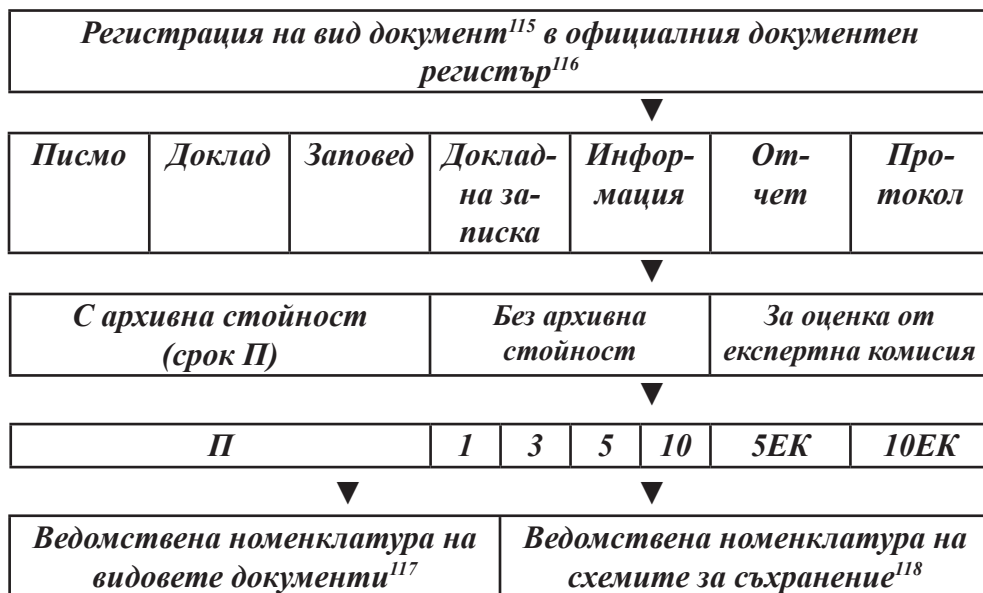 Регистрация на вид документ115 в официалния документен
регистър116
▼
Писмо Доклад Заповед Доклад- Инфор- От- Про-
на за- мация чет токол
писка
▼
С архивна стойност Без архивна За оценка от
(срок П) стойност експертна комисия
▼
П 1 3 5 10 5ЕК 10ЕК
▼ ▼
Ведомствена номенклатура на Ведомствена номенклатура на
видовете документи117 схемите за съхранение118